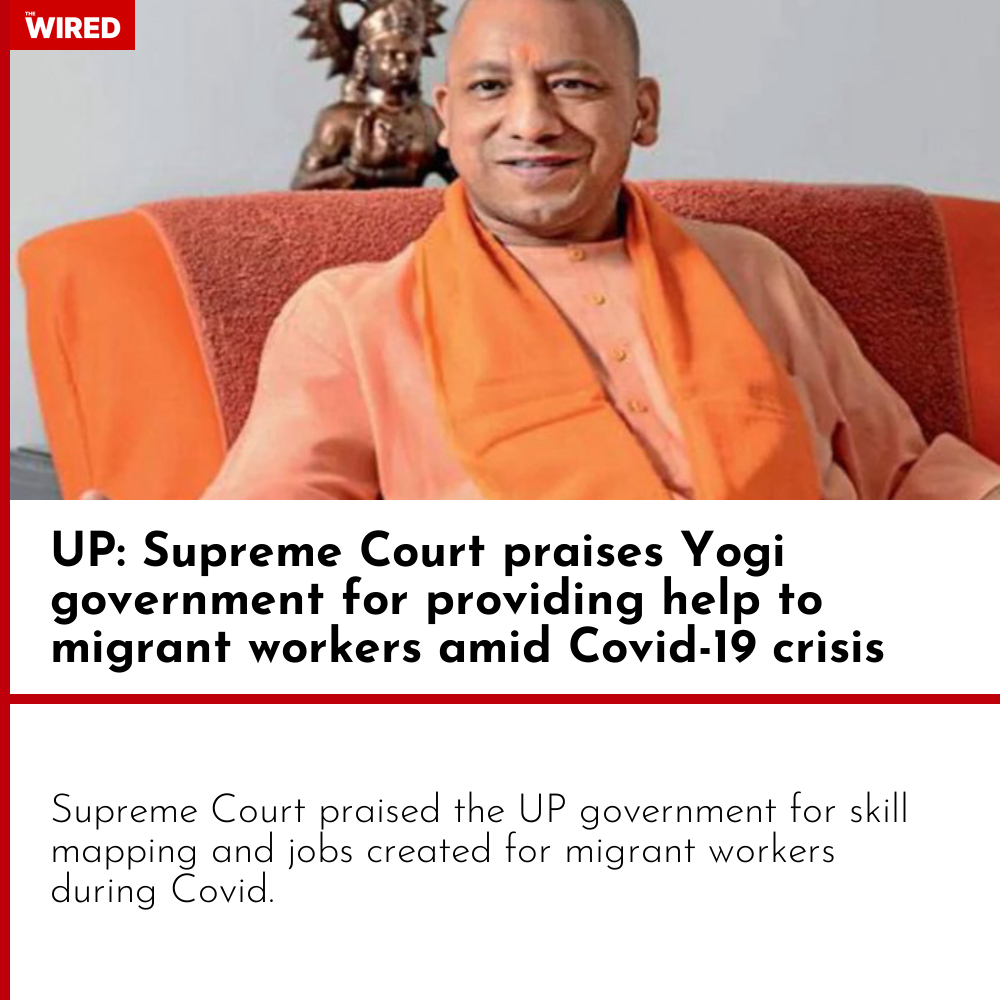 THE
WIRED
UP: Supreme Court praises Yogi
government for providing help to
migrant workers amid Covid-19 crisis
Supreme Court praised the UP government for skill
mapping and jobs created for migrant workers
during Covid.